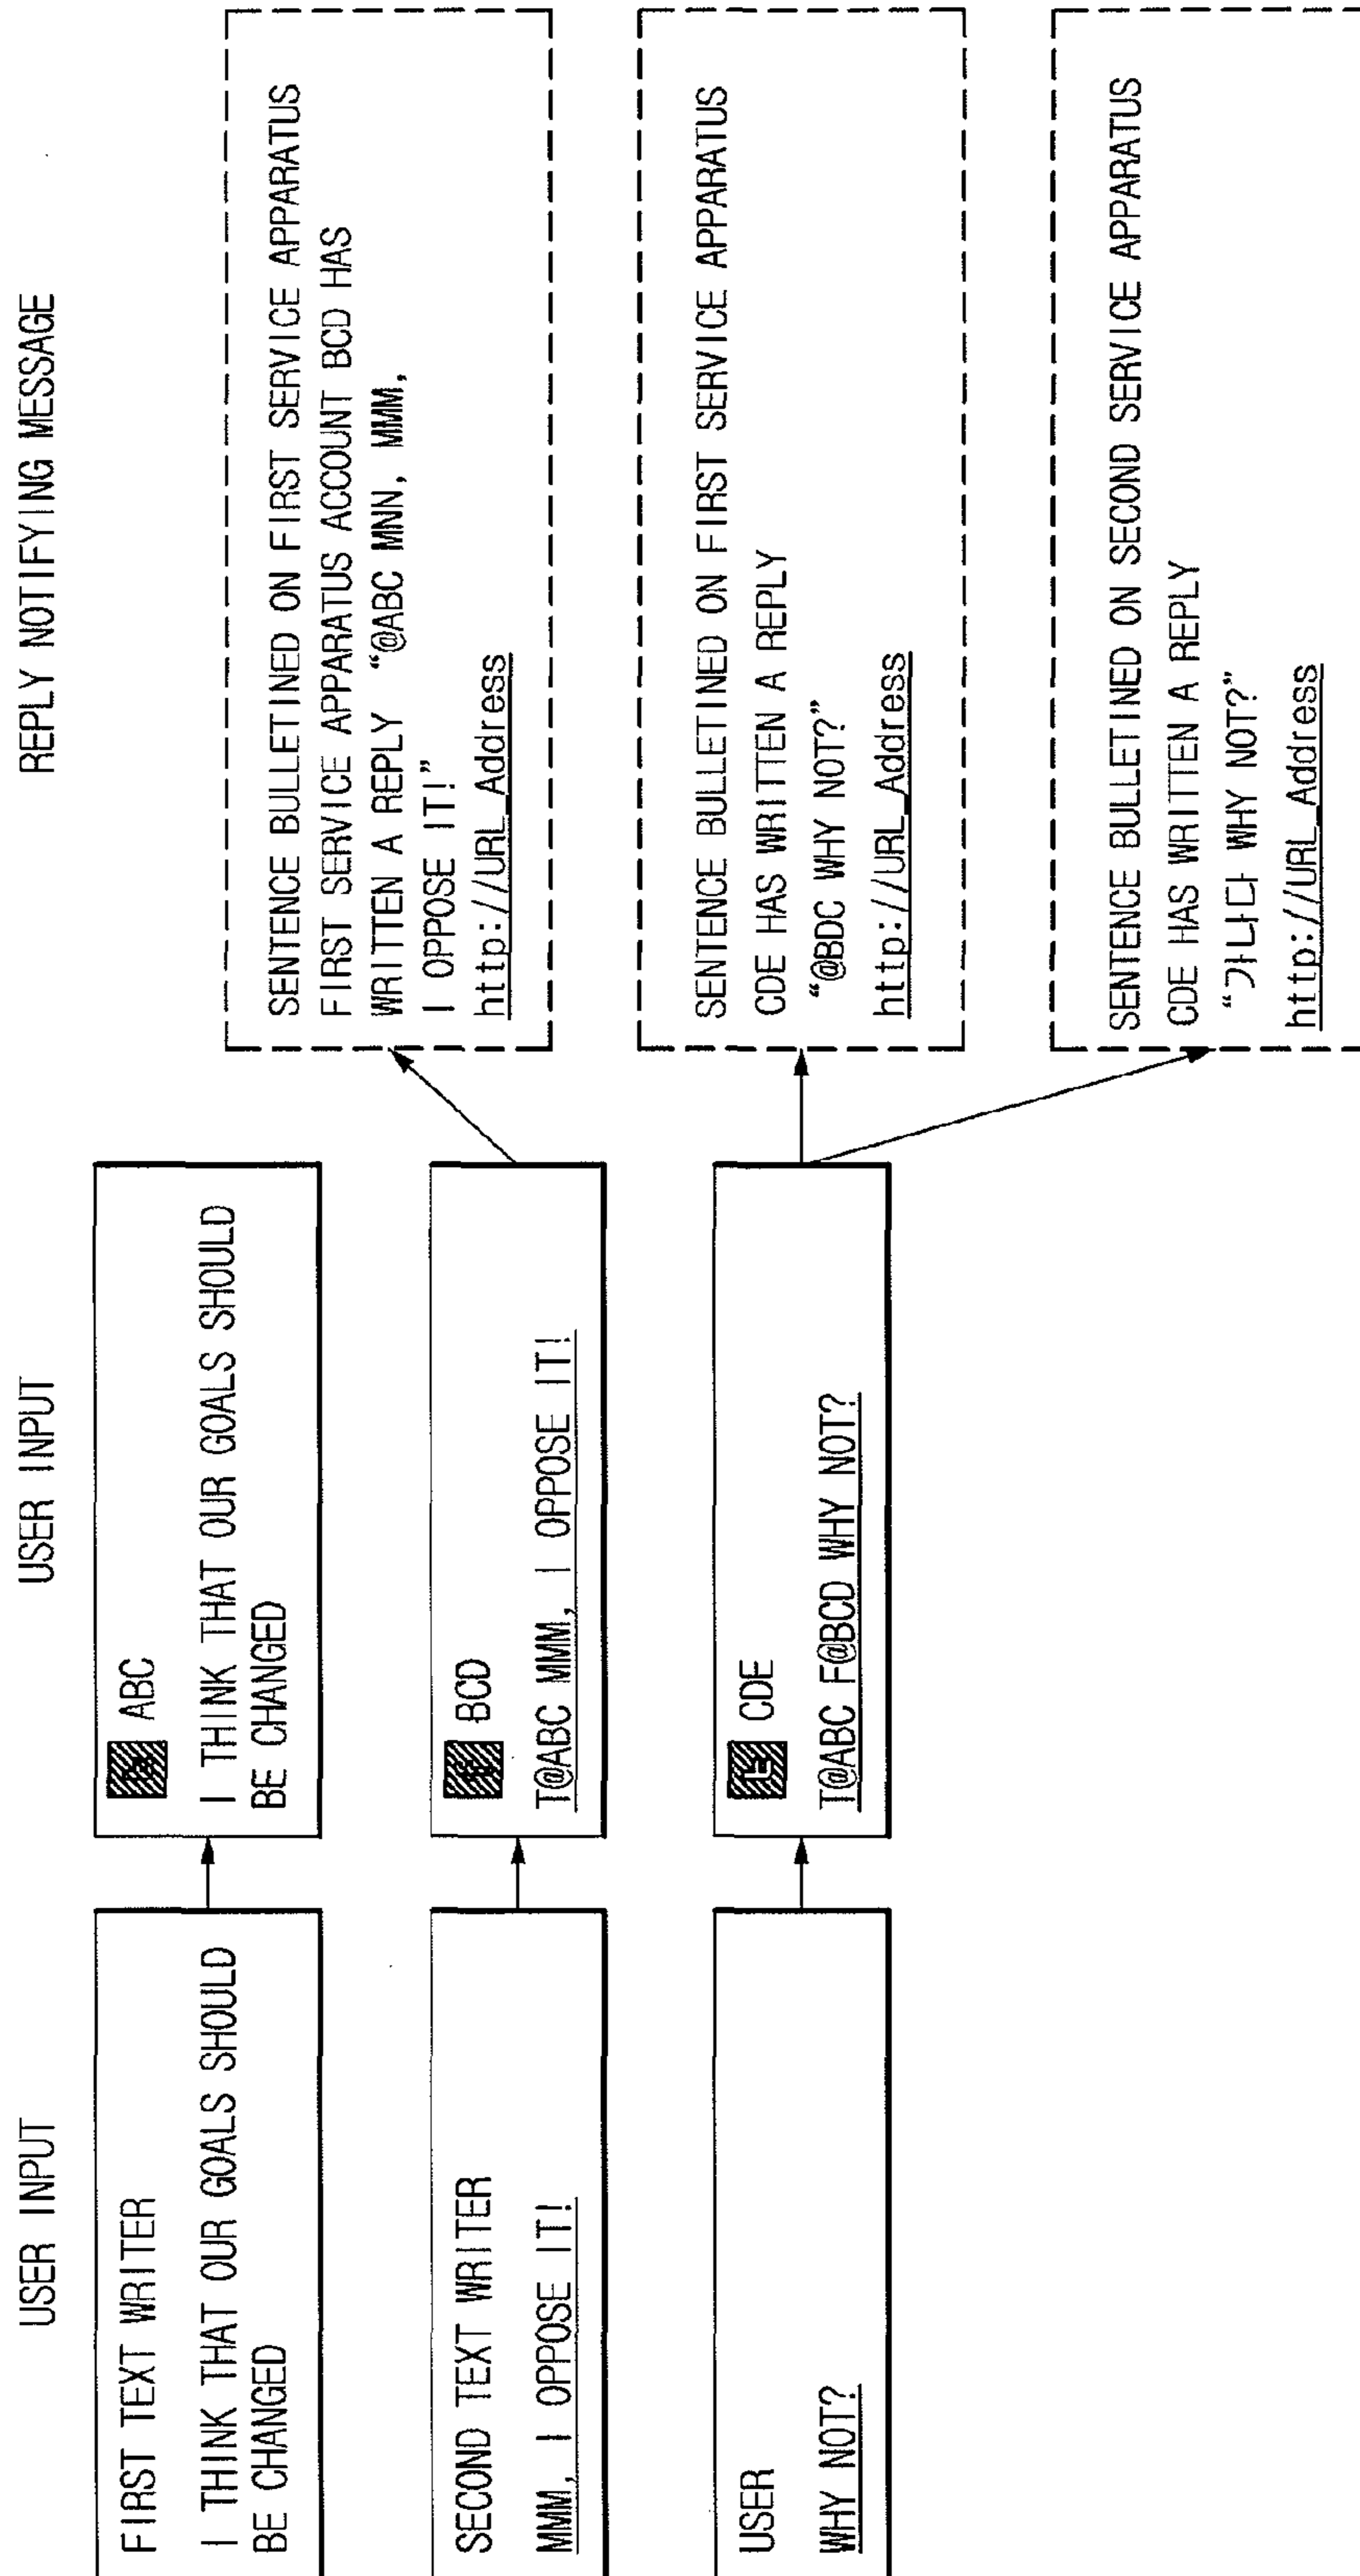 USER INPUT
FIRST TEXT WRITER
I THINK THAT OUR GOALS SHOULD
BE CHANGED
SECOND TEXT WRITER
MMM, I OPPOSE IT!
USER
WHY NOT?
USER INPUT
ABC
I THINK THAT OUR GOALS SHOULD
BE CHANGED
BCD
T@ABC MMM, I OPPOSE IT!
t CDE
T@ABC F@BCD WHY NOT?
REPLY NOTIFYING MESSAGE
SENTENCE BULLETINED ON FIRST SERVICE APPARATUS
FIRST SERVICE APPARATUS ACCOUNT BCD HAS
WRITTEN A REPLY “@ABC MNN, MMM,
I OPPOSE IT!”
http://URL_Address
SENTENCE BULLETINED ON FIRST SERVICE APPARATUS
CDE HAS WRITTEN A REPLY
“@BDC WHY NOT?”
http://URL_Address
SENTENCE BULLETINED ON SECOND SERVICE APPARATUS
CDE HAS WRITTEN A REPLY
“가나다 WHY NOT?”
http://URL_Address